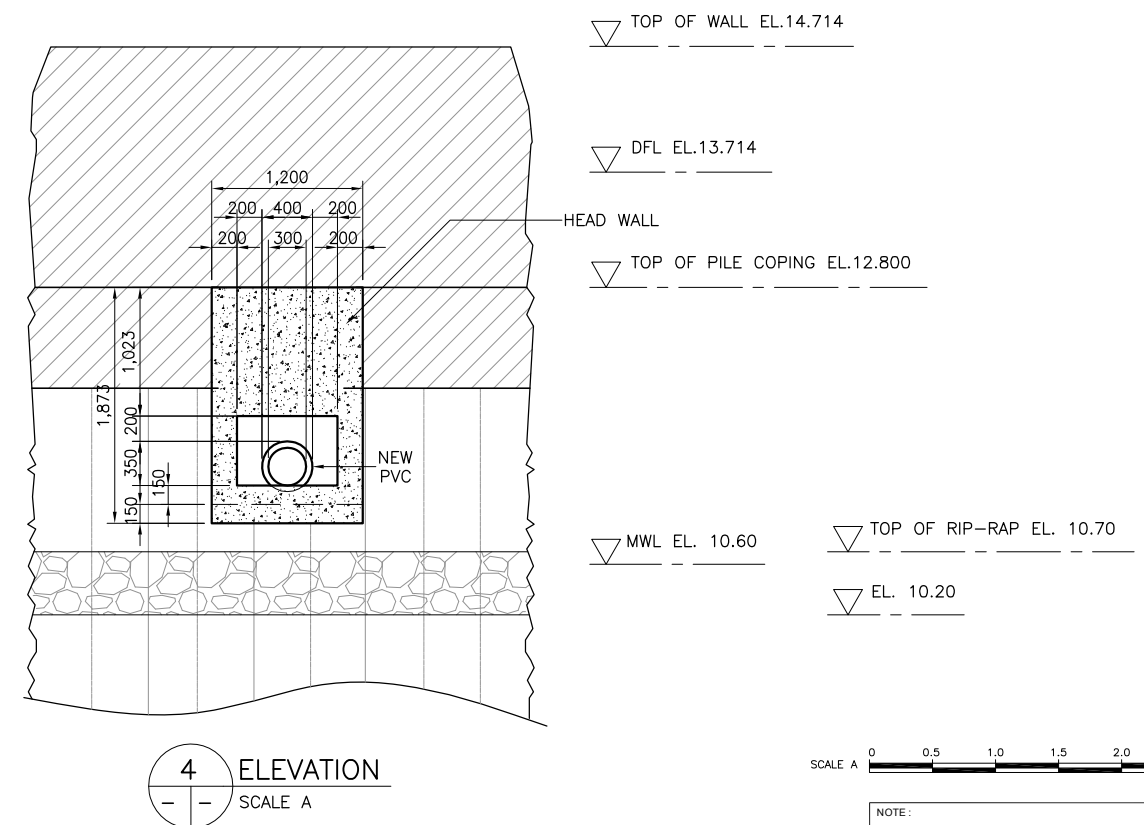 TOP OF WALL EL.14.714
DFL EL.13.714
1,200
200 400 200
HEAD WALL
200 300 200
TOP OF PILE COPING EL.12.800
1,023
1,873
200
350
150
150
NEW
PVC
MWL EL. 10.60
TOP OF RIP-RAP EL. 10.70
EL. 10.20
4
ELEVATION
- -
SCALE A
SCALE A
0 0.5 1.0 1.5 2.0
NOTE :